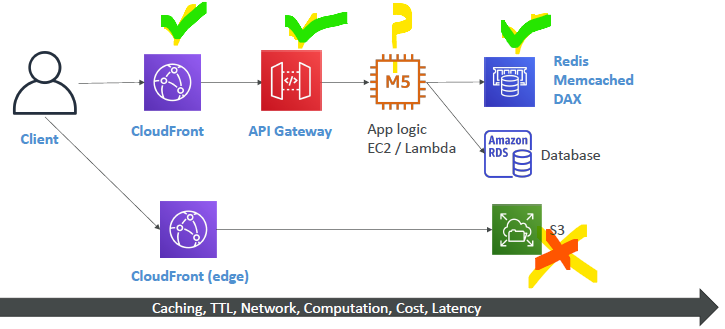 Client
CloudFront
API Gateway
M5
App logic
EC2 / Lambda
Redis
Memcached
DAX
Amazon
RDS
Database
CloudFront (edge)
S3
Caching, TTL, Network, Computation, Cost, Latency